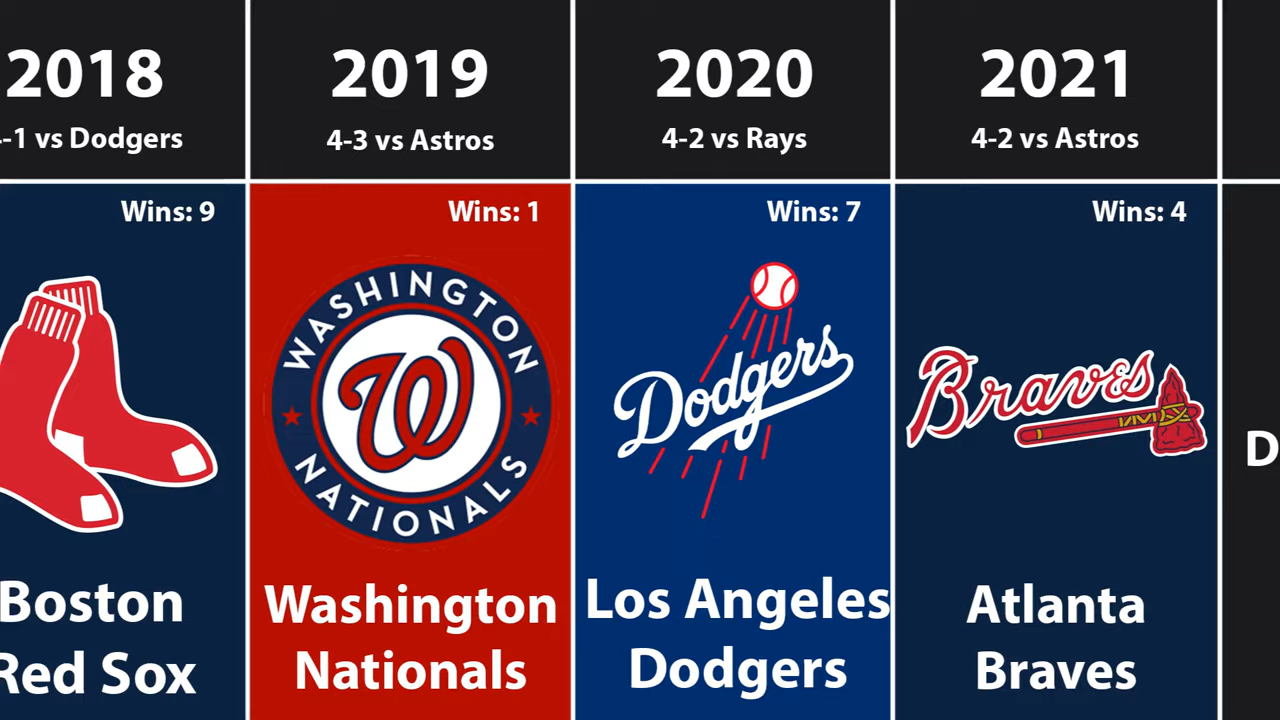 2018
-1 vs Dodgers
Wins: 9
Boston
Red Sox
2019
4-3 vs Astros
Wins: 1
WASHINGTON
W
NATIONALS
Washington
Nationals
2020
4-2 vs Rays
Wins: 7
Dodgers
Los Angeles
Dodgers
2021
4-2 vs Astros
Wins: 4
Braves
Atlanta
Braves
D